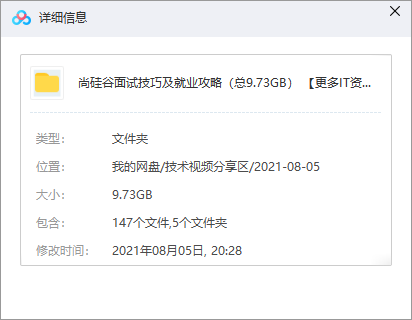 详细信息
尚硅谷面试技巧及就业攻略（总9.73GB） 【更多IT资...
类型： 文件夹
位置： 我的网盘/技术视频分享区/2021-08-05
大小： 9.73GB
包含： 147个文件,5个文件夹
修改时间： 2021年08月05日, 20:28